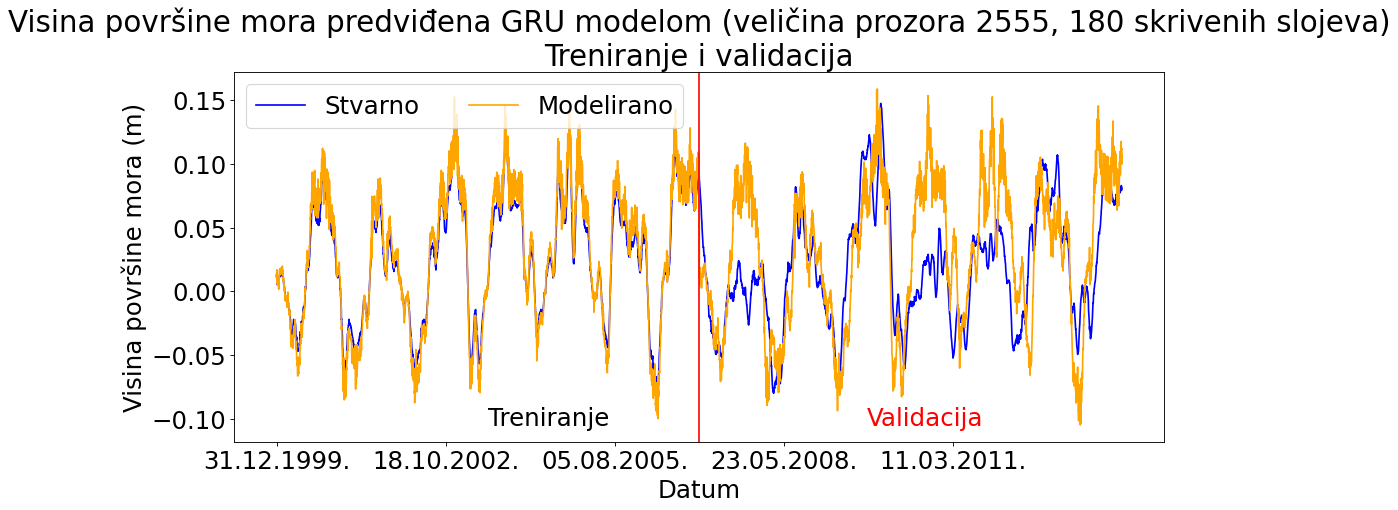 Visina površine mora predviđena GRU modelom (veličina prozora 2555, 180 skrivenih slojeva)
Treniranje i validacija
Stvarno
Modelirano
Visina površine mora (m)
0.15
0.10
0.05
0.00
−0.05
−0.10
Treniranje
Validacija
31.12.1999.
18.10.2002.
05.08.2005.
23.05.2008.
11.03.2011.
Datum